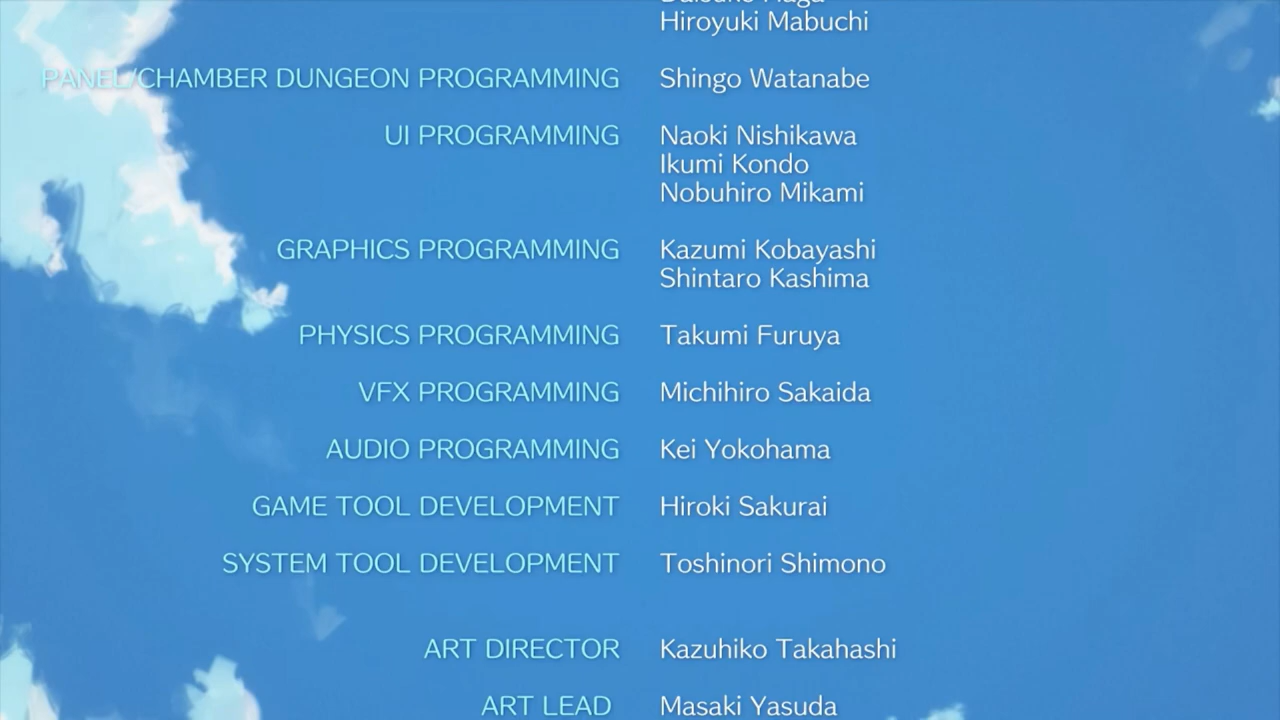 Hiroyuki Mabuchi
PANEL/CHAMBER DUNGEON PROGRAMMING Shingo Watanabe
UI PROGRAMMING Naoki Nishikawa
Ikumi Kondo
Nobuhiro Mikami
GRAPHICS PROGRAMMING Kazumi Kobayashi
Shintaro Kashima
PHYSICS PROGRAMMING Takumi Furuya
VFX PROGRAMMING Michihiro Sakaida
AUDIO PROGRAMMING Kei Yokohama
GAME TOOL DEVELOPMENT Hiroki Sakurai
SYSTEM TOOL DEVELOPMENT Toshinori Shimono
ART DIRECTOR Kazuhiko Takahashi
ART LEAD Masaki Yasuda